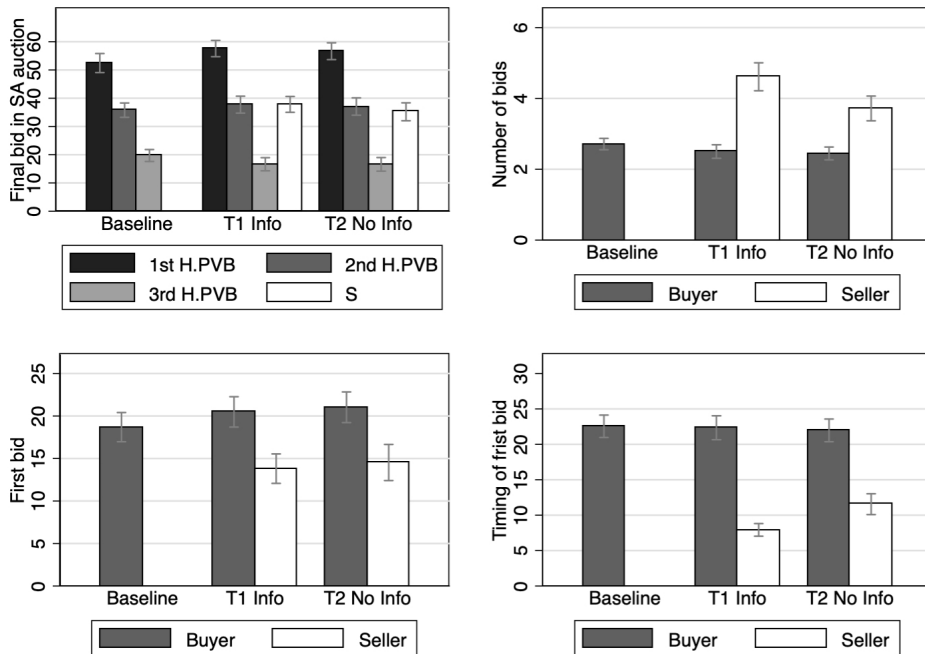 Final bid in SA auction
60
50
40
30
20
10
0
Baseline
T1 Info
T2 No Info
1st H.PVB
2nd H.PVB
3rd H.PVB
S
Number of bids
6
4
2
0
Baseline
T1 Info
T2 No Info
Buyer
Seller
First bid
25
20
15
10
5
0
Baseline
T1 Info
T2 No Info
Buyer
Seller
Timing of frist bid
30
25
20
15
10
5
0
Baseline
T1 Info
T2 No Info
Buyer
Seller